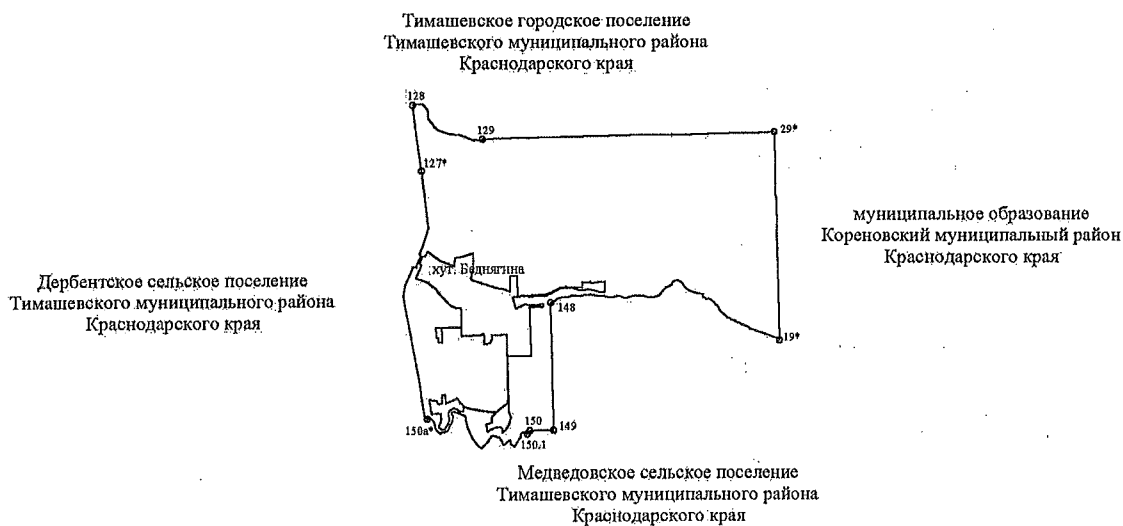 Тимашевское городское поселение
Тимашевского муниципального района
Краснодарского края
128
129
29*
127*
муниципальное образование
Кореновский муниципальный район
Краснодарского края
хут. Беднягина
Дербентское сельское поселение
Тимашевского муниципального района
Краснодарского края
148
19*
150а*
150
149
150.1
Медведовское сельское поселение
Тимашевского муниципального района
Краснодарского края